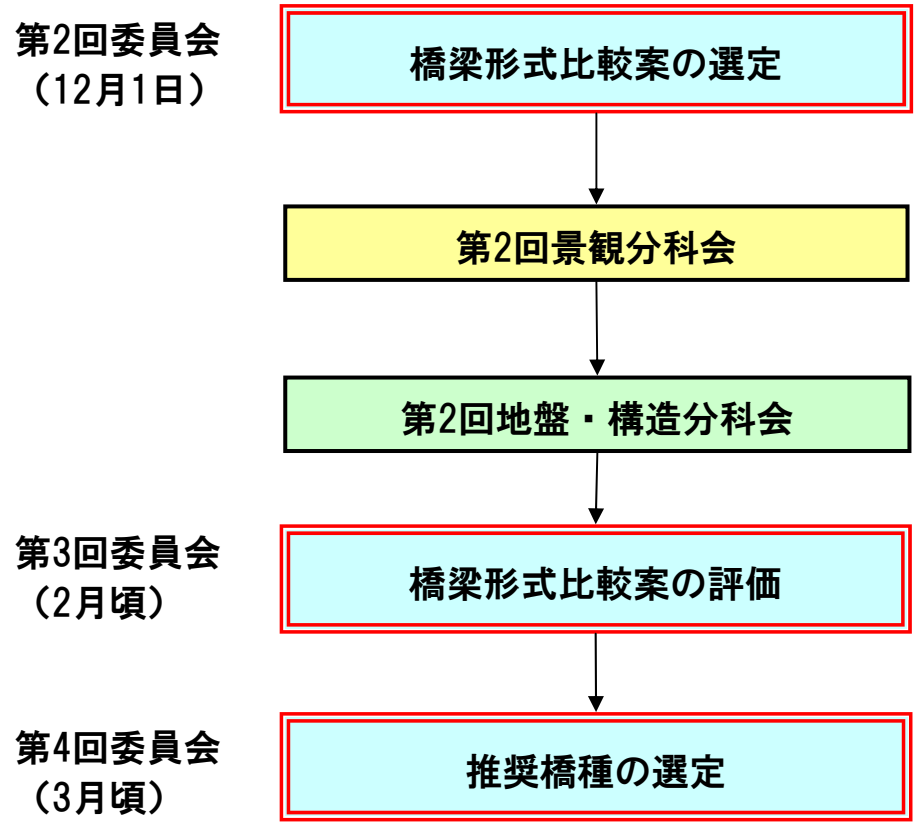 第2回委員会
(12月1日)
橋梁形式比較案の選定
第2回景観分科会
第2回地盤・構造分科会
第3回委員会
(2月頃)
橋梁形式比較案の評価
第4回委員会
(3月頃)
推奨橋種の選定